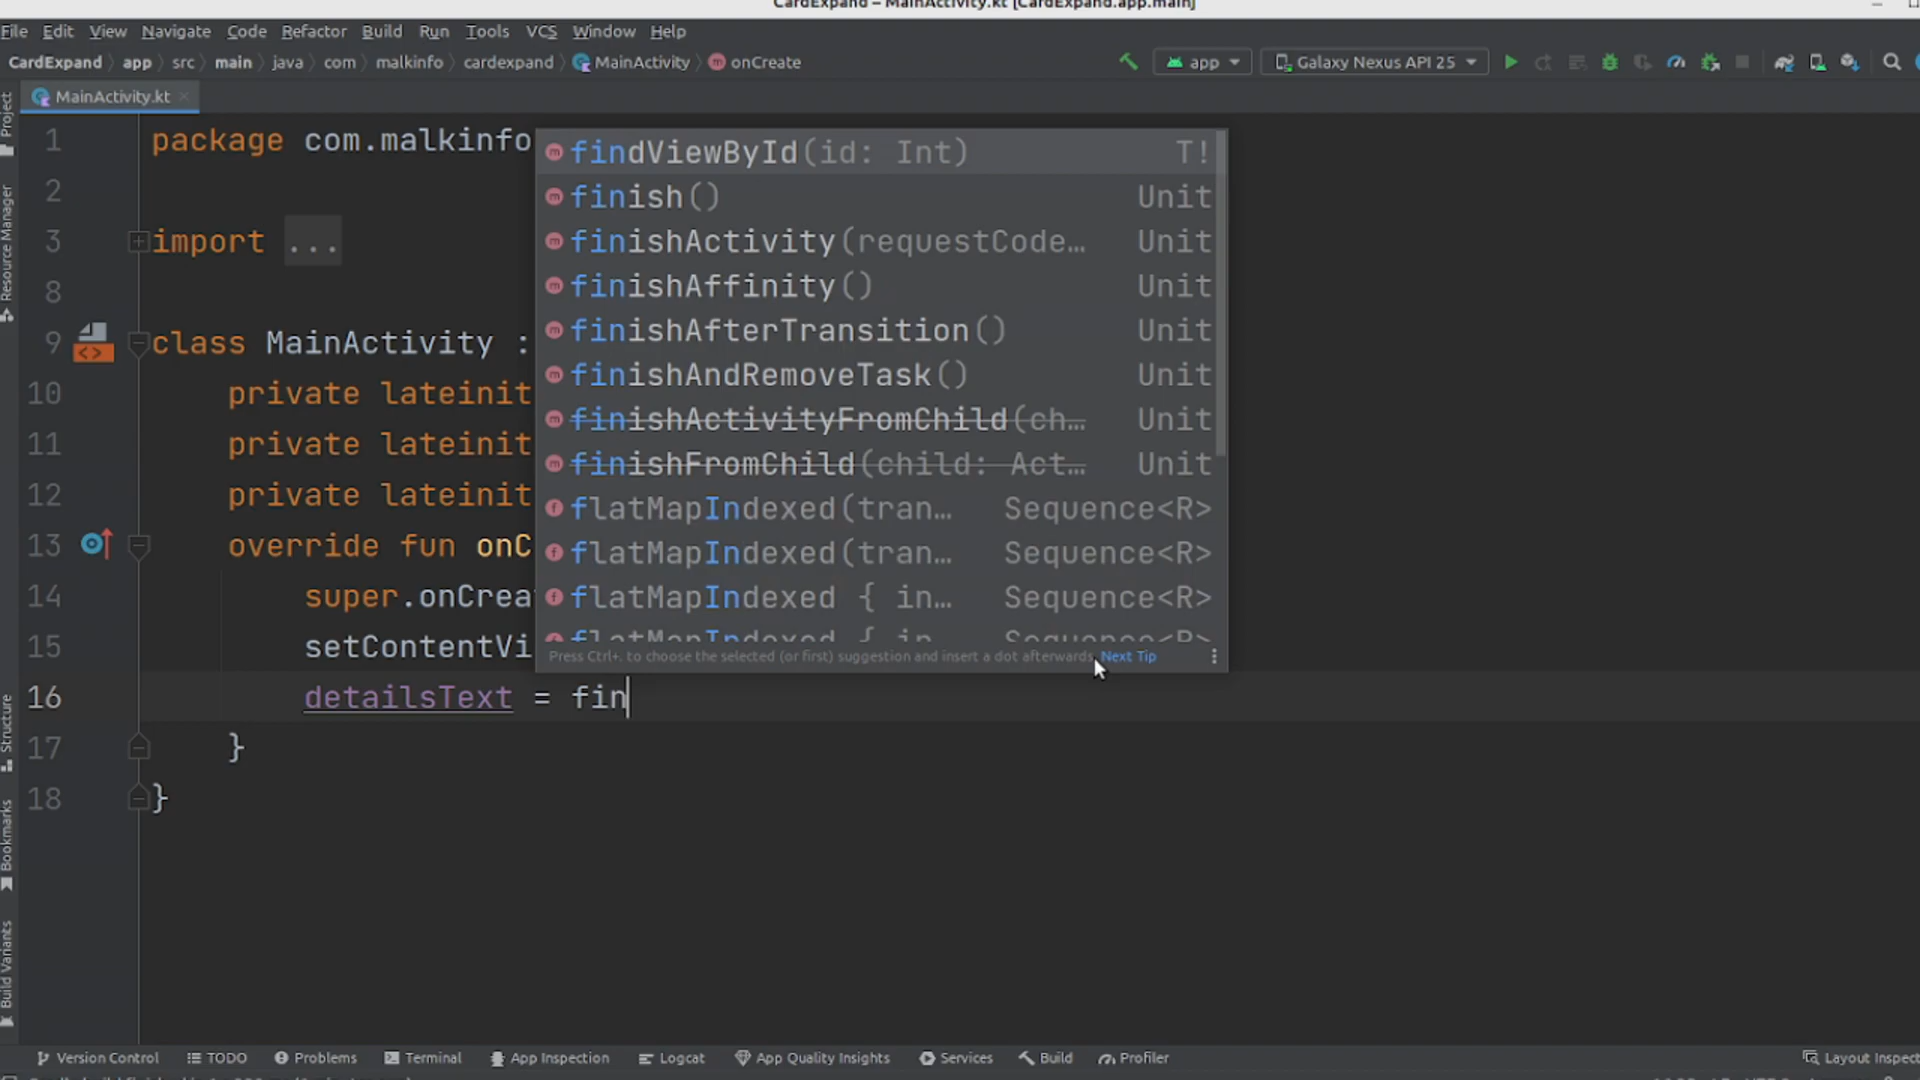 CardExpand – MainActivity.kt [CardExpand.app.main]
File Edit View Navigate Code Refactor Build Run Tools VCS Window Help
CardExpand app src main java com malkinfo cardexpand MainActivity onCreate app Galaxy Nexus API 25
MainActivity.kt
Project
Resource Manager
Structure
Bookmarks
Build Variants
1 package com.malkinfo
2
3 import ...
8
9 class MainActivity :
10 private lateinit
11 private lateinit
12 private lateinit
13 override fun onC
14 super.onCrea
15 setContentVi
16 detailsText = fin
17 }
18 }
findViewById(id: Int) T!
finish() Unit
finishActivity(requestCode… Unit
finishAffinity() Unit
finishAfterTransition() Unit
finishAndRemoveTask() Unit
finishActivityFromChild(ch… Unit
finishFromChild(child: Act… Unit
flatMapIndexed(tran… Sequence<R>
flatMapIndexed(tran… Sequence<R>
flatMapIndexed { in… Sequence<R>
flatMapIndexed { in Sequence<R>
Press Ctrl+. to choose the selected (or first) suggestion and insert a dot afterwards Next Tip
Version Control TODO Problems Terminal App Inspection Logcat App Quality Insights Services Build Profiler Layout Inspect